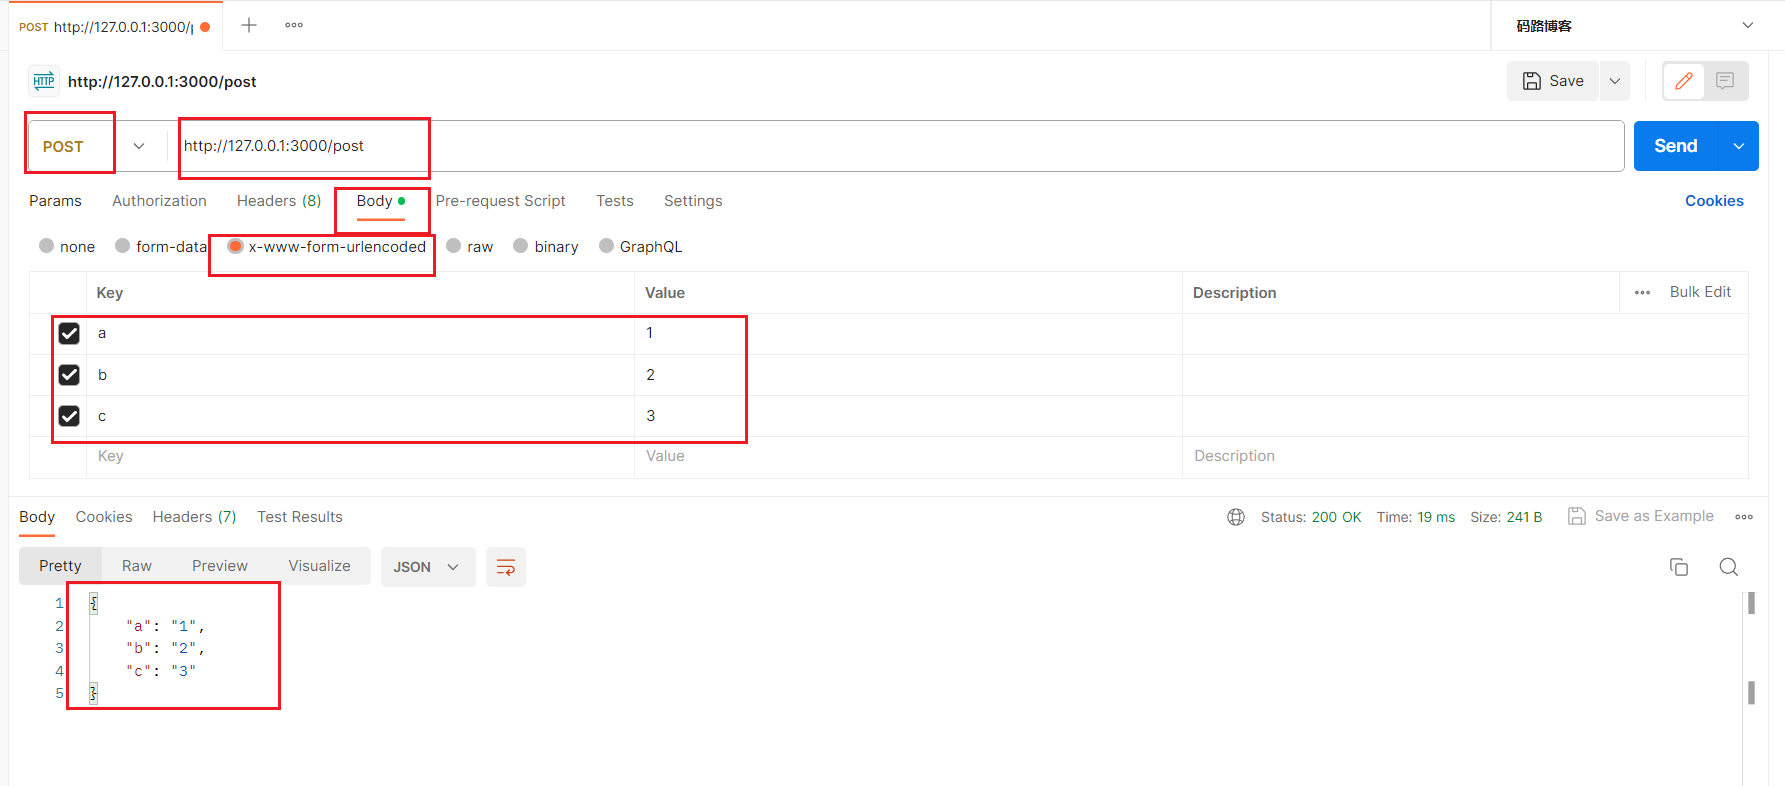 POST http://127.0.0.1:3000/p
码路博客
HTTP http://127.0.0.1:3000/post
Save
POST http://127.0.0.1:3000/post
Send
Params Authorization Headers (8) Body Pre-request Script Tests Settings Cookies
none form-data x-www-form-urlencoded raw binary GraphQL
Key Value Description Bulk Edit
a 1
b 2
c 3
Key Value Description
Body Cookies Headers (7) Test Results Status: 200 OK Time: 19 ms Size: 241 B Save as Example
Pretty Raw Preview Visualize JSON
1 {
2 "a": "1",
3 "b": "2",
4 "c": "3"
5 }